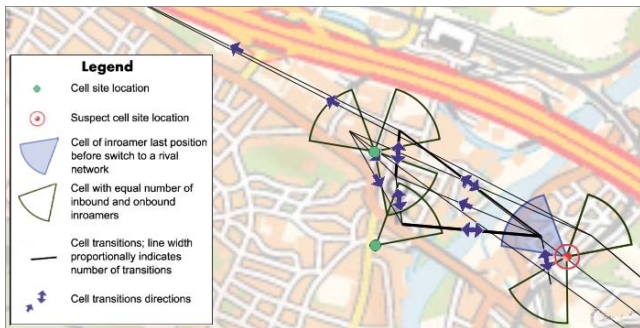 Legend
Cell site location
Suspect cell site location
Cell of inroamer last position
before switch to a rival
network
Cell with equal number of
inbound and onbound
inroamers
Cell transitions; line width
proportionally indicates
number of transitions
Cell transitions directions